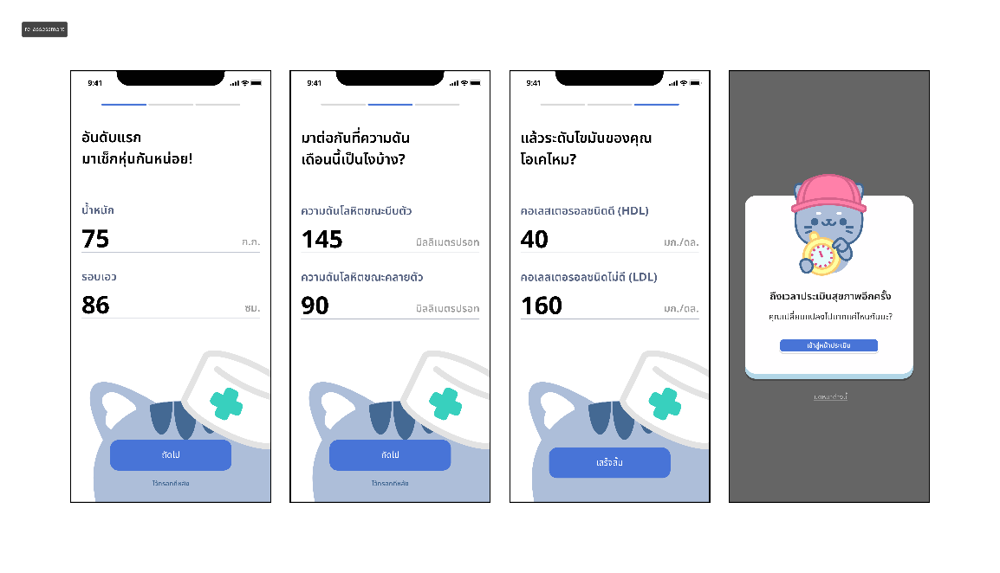 re-assessment
9:41
อันดับแรก
มาเช็กหุ่นกันหน่อย!
น้ำหนัก
75 ก.ก.
รอบเอว
86 ซม.
ถัดไป
ไว้กรอกทีหลัง
9:41
มาต่อกันที่ความดัน
เดือนนี้เป็นไงบ้าง?
ความดันโลหิตขณะบีบตัว
145 มิลลิเมตรปรอท
ความดันโลหิตขณะคลายตัว
90 มิลลิเมตรปรอท
ถัดไป
ไว้กรอกทีหลัง
9:41
แล้วระดับไขมันของคุณ
โอเคไหม?
คอเลสเตอรอลชนิดดี (HDL)
40 มก./ดล.
คอเลสเตอรอลชนิดไม่ดี (LDL)
160 มก./ดล.
เสร็จสิ้น
ถึงเวลาประเมินสุขภาพอีกครั้ง
คุณเปลี่ยนแปลงไปมากแค่ไหนกันนะ?
เข้าสู่หน้าประเมิน
ปิดหน้าต่างนี้